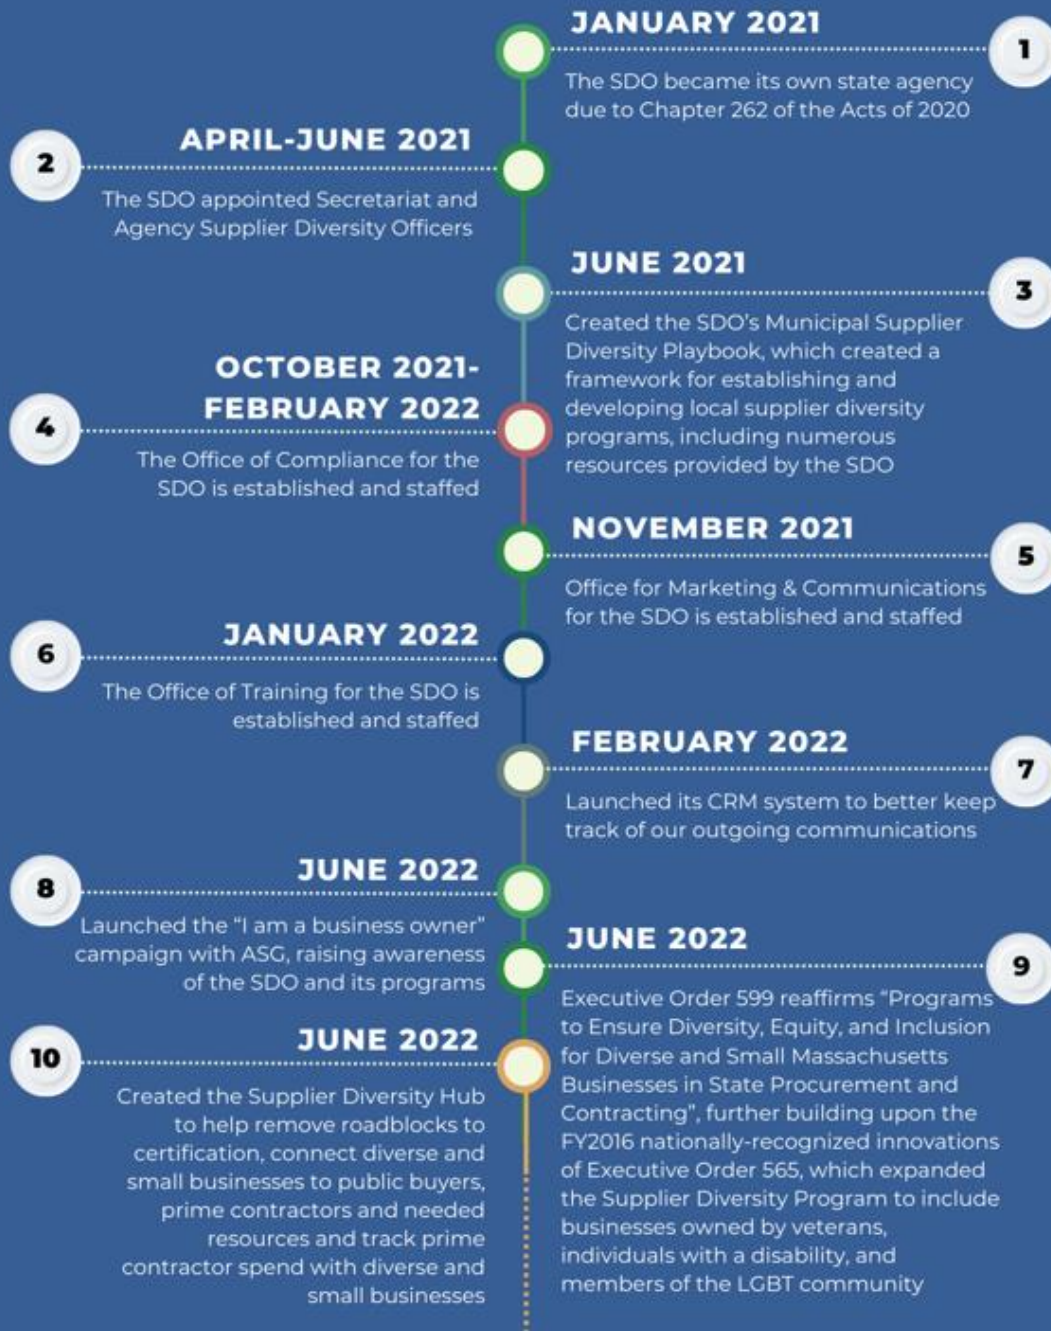 JANUARY 2021
1
The SDO became its own state agency
due to Chapter 262 of the Acts of 2020
APRIL-JUNE 2021
2
The SDO appointed Secretariat and
Agency Supplier Diversity Officers
JUNE 2021
3
Created the SDO’s Municipal Supplier
Diversity Playbook, which created a
framework for establishing and
developing local supplier diversity
programs, including numerous
resources provided by the SDO
OCTOBER 2021-
FEBRUARY 2022
4
The Office of Compliance for the
SDO is established and staffed
NOVEMBER 2021
5
Office for Marketing & Communications
for the SDO is established and staffed
JANUARY 2022
6
The Office of Training for the SDO is
established and staffed
FEBRUARY 2022
7
Launched its CRM system to better keep
track of our outgoing communications
JUNE 2022
8
Launched the “I am a business owner”
campaign with ASG, raising awareness
of the SDO and its programs
JUNE 2022
9
Executive Order 599 reaffirms “Programs
to Ensure Diversity, Equity, and Inclusion
for Diverse and Small Massachusetts
Businesses in State Procurement and
Contracting”, further building upon the
FY2016 nationally-recognized innovations
of Executive Order 565, which expanded
the Supplier Diversity Program to include
businesses owned by veterans,
individuals with a disability, and
members of the LGBT community
JUNE 2022
10
Created the Supplier Diversity Hub
to help remove roadblocks to
certification, connect diverse and
small businesses to public buyers,
prime contractors and needed
resources and track prime
contractor spend with diverse and
small businesses